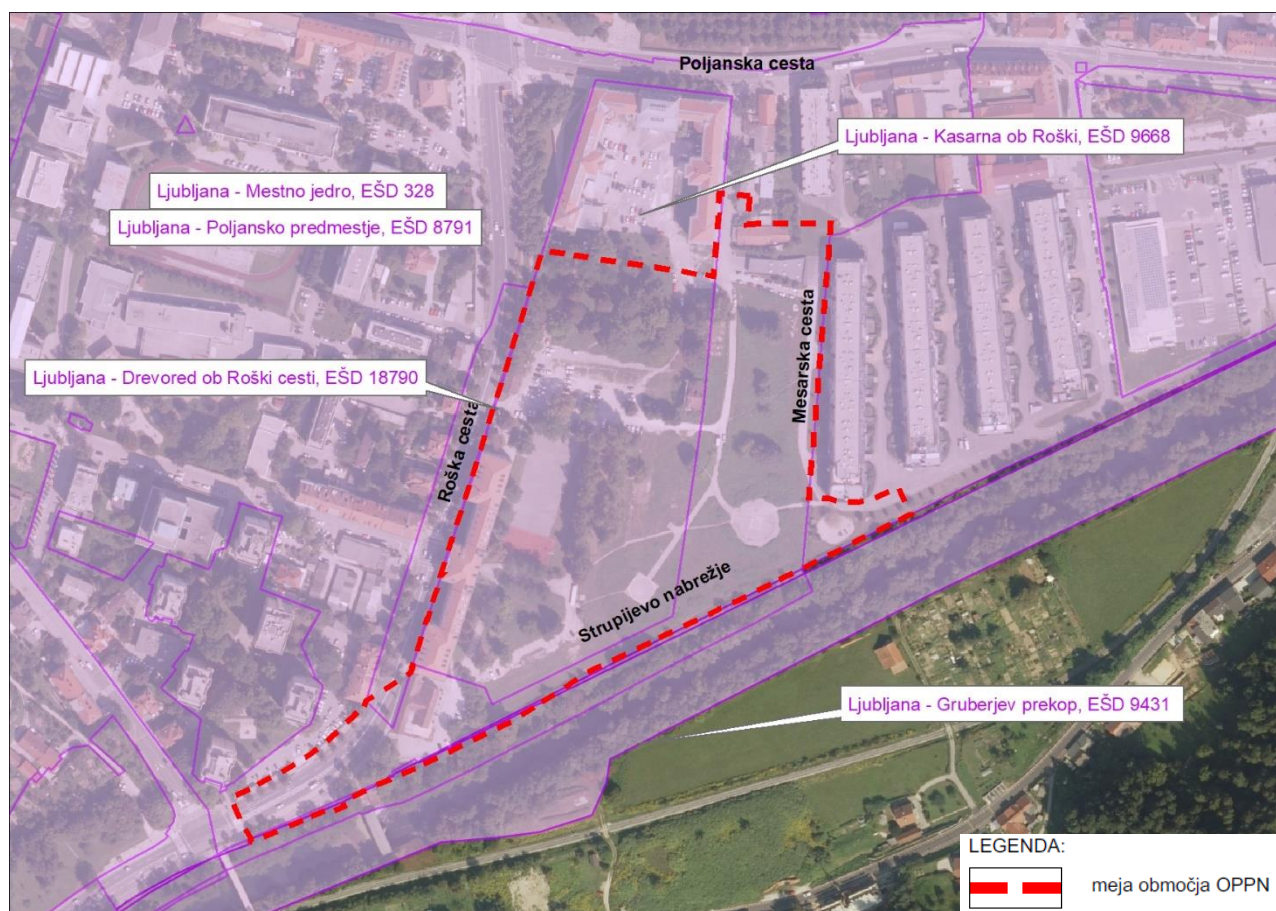 Poljanska cesta
Ljubljana - Kasarna ob Roški, EŠD 9668
Ljubljana - Mestno jedro, EŠD 328
Ljubljana - Poljansko predmestje, EŠD 8791
Mesarska cesta
Ljubljana - Drevored ob Roški cesti, EŠD 18790
Roška cesta
Strupijevo nabrežje
Ljubljana - Gruberjev prekop, EŠD 9431
LEGENDA:
meja območja OPPN